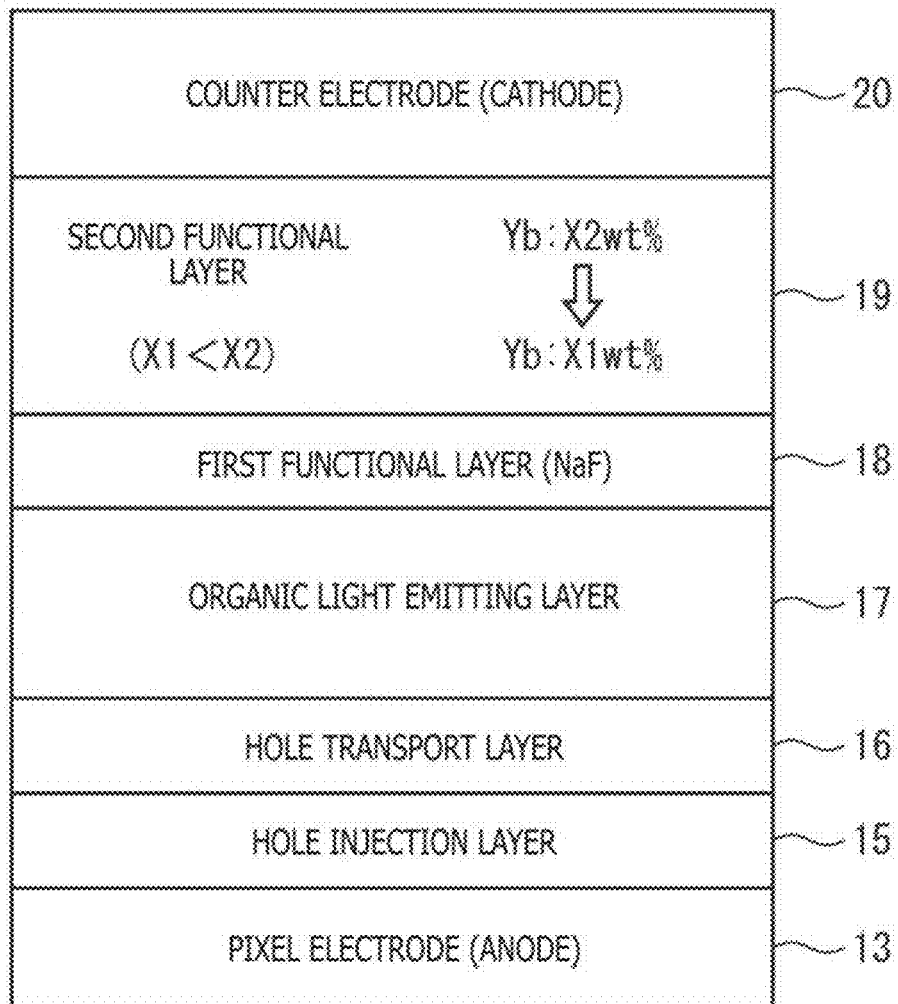 COUNTER ELECTRODE (CATHODE)
20
SECOND FUNCTIONAL
LAYER
(X1<X2)
Yb:X2wt%
Yb:X1wt%
19
FIRST FUNCTIONAL LAYER (NaF)
18
ORGANIC LIGHT EMITTING LAYER
17
HOLE TRANSPORT LAYER
16
HOLE INJECTION LAYER
15
PIXEL ELECTRODE (ANODE)
13